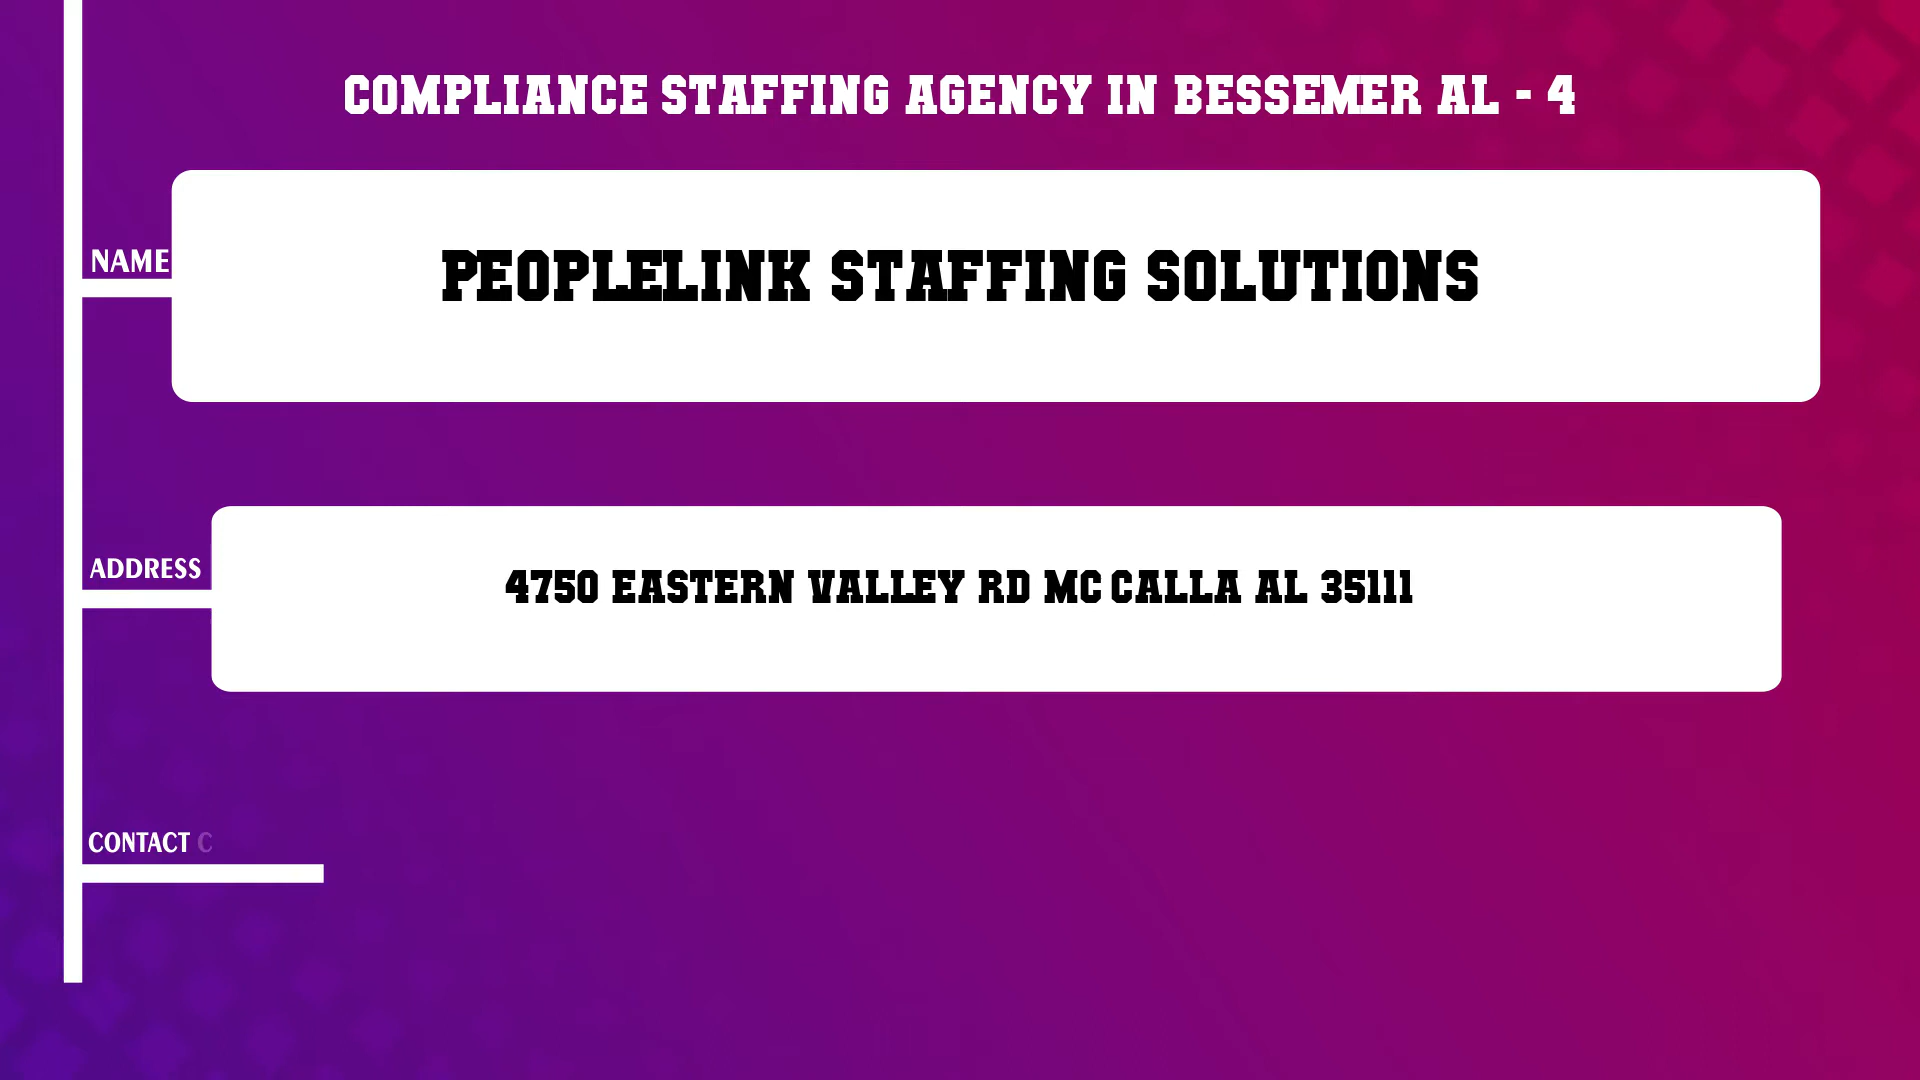 COMPLIANCE STAFFING AGENCY IN BESSEMER AL - 4
NAME
PEOPLELINK STAFFING SOLUTIONS
ADDRESS
4750 EASTERN VALLEY RD MC CALLA AL 35111
CONTACT C